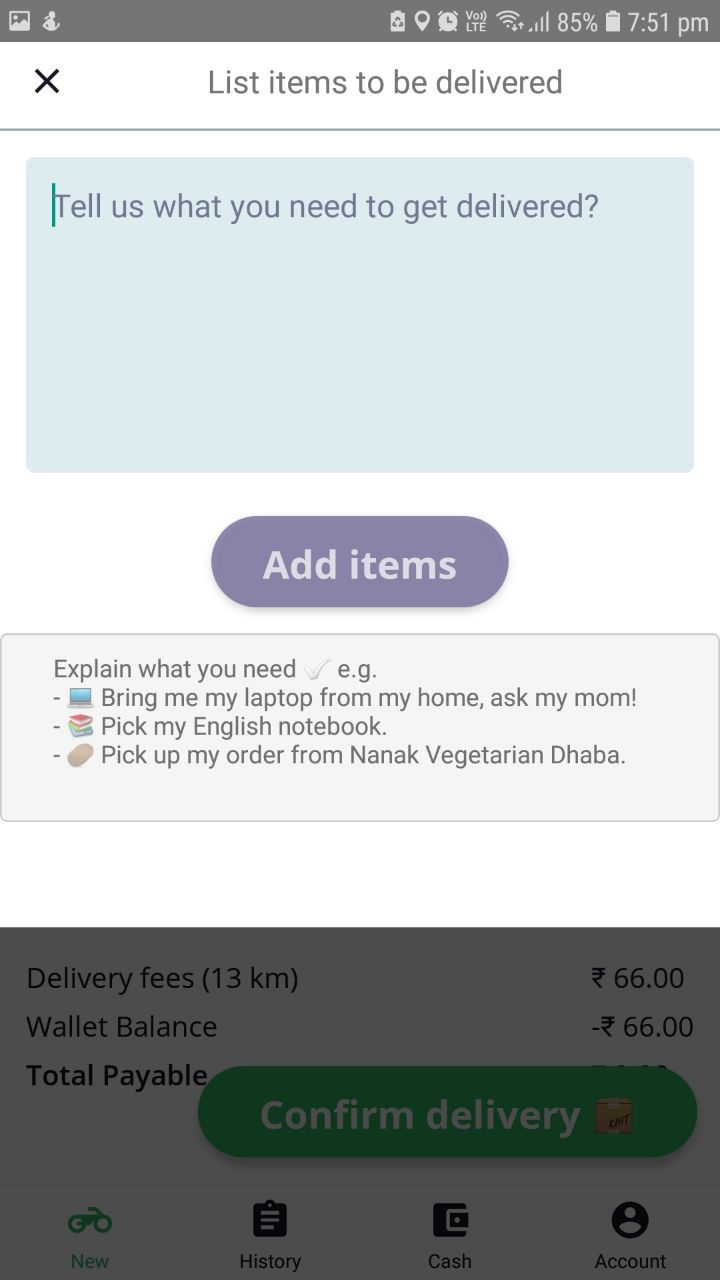 Vo)) LTE 85% 7:51 pm
List items to be delivered
Tell us what you need to get delivered?
Add items
Explain what you need ✓ e.g.
- 💻 Bring me my laptop from my home, ask my mom!
- 📚 Pick my English notebook.
- 🥔 Pick up my order from Nanak Vegetarian Dhaba.
Delivery fees (13 km) ₹ 66.00
Wallet Balance -₹ 66.00
Total Payable
Confirm delivery
New History Cash Account